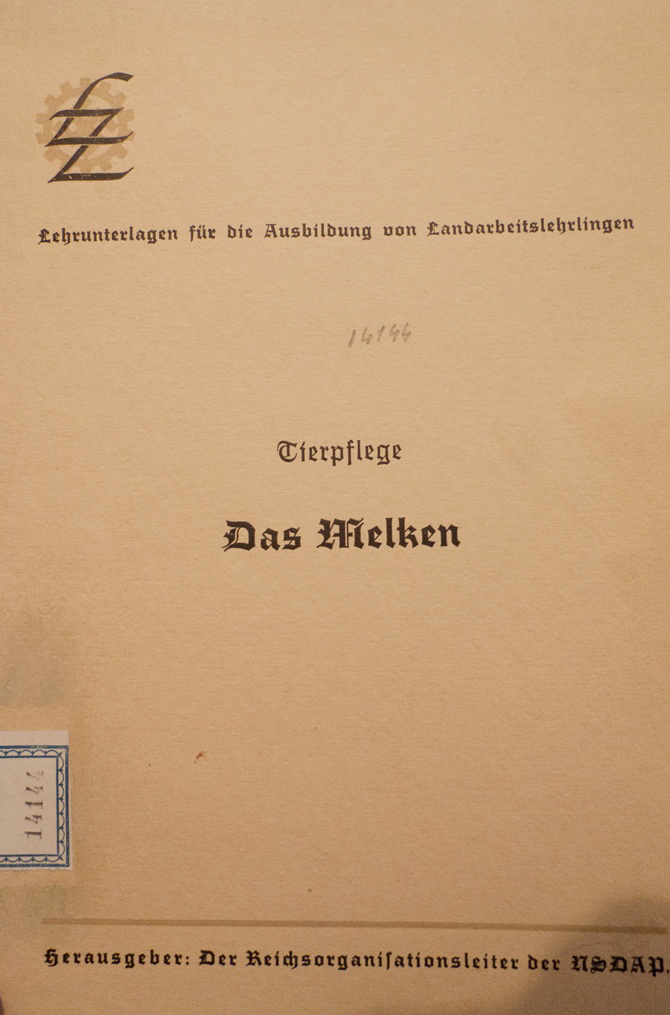 Lehrunterlagen für die Ausbildung von Landarbeitslehrlingen
14144
Tierpflege
Das Melken
14144
Herausgeber: Der Reichsorganiſationsleiter der NSDAP.